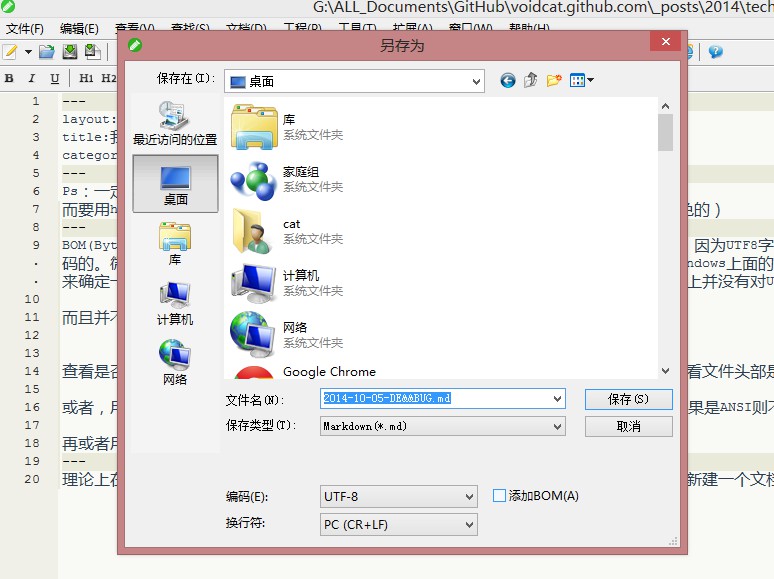 G:\ALL_Documents\GitHub\voidcat.github.com\_posts\2014\tech
文件(F) 编辑(E) 查看(V) 查找(S) 文档(D) 工程(P) 工具(T) 扩展(A) 窗口(W) 帮助(H)
另存为
B I U H1 H2
保存在(I): 桌面
最近访问的位置
桌面
库
计算机
网络
库
系统文件夹
家庭组
系统文件夹
cat
系统文件夹
计算机
系统文件夹
网络
系统文件夹
Google Chrome
文件名(N): 2014-10-05-DE&&BUG.md 保存(S)
保存类型(T): Markdown(*.md) 取消
编码(E): UTF-8 添加BOM(A)
换行符: PC (CR+LF)
1 ---
2 layout:
3 title:
4 categor
5 ---
6 Ps：一定
7 而要用h 色的）
8 ---
9 BOM(Byt 因为UTF8字
· 码的。微 ndows上面的
· 来确定一 上并没有对U
10
11 而且并不
12
13
14 查看是否 看文件头部是
15
16 或者，用 果是ANSI则不
17
18 再或者用
19 ---
20 理论上在 新建一个文档